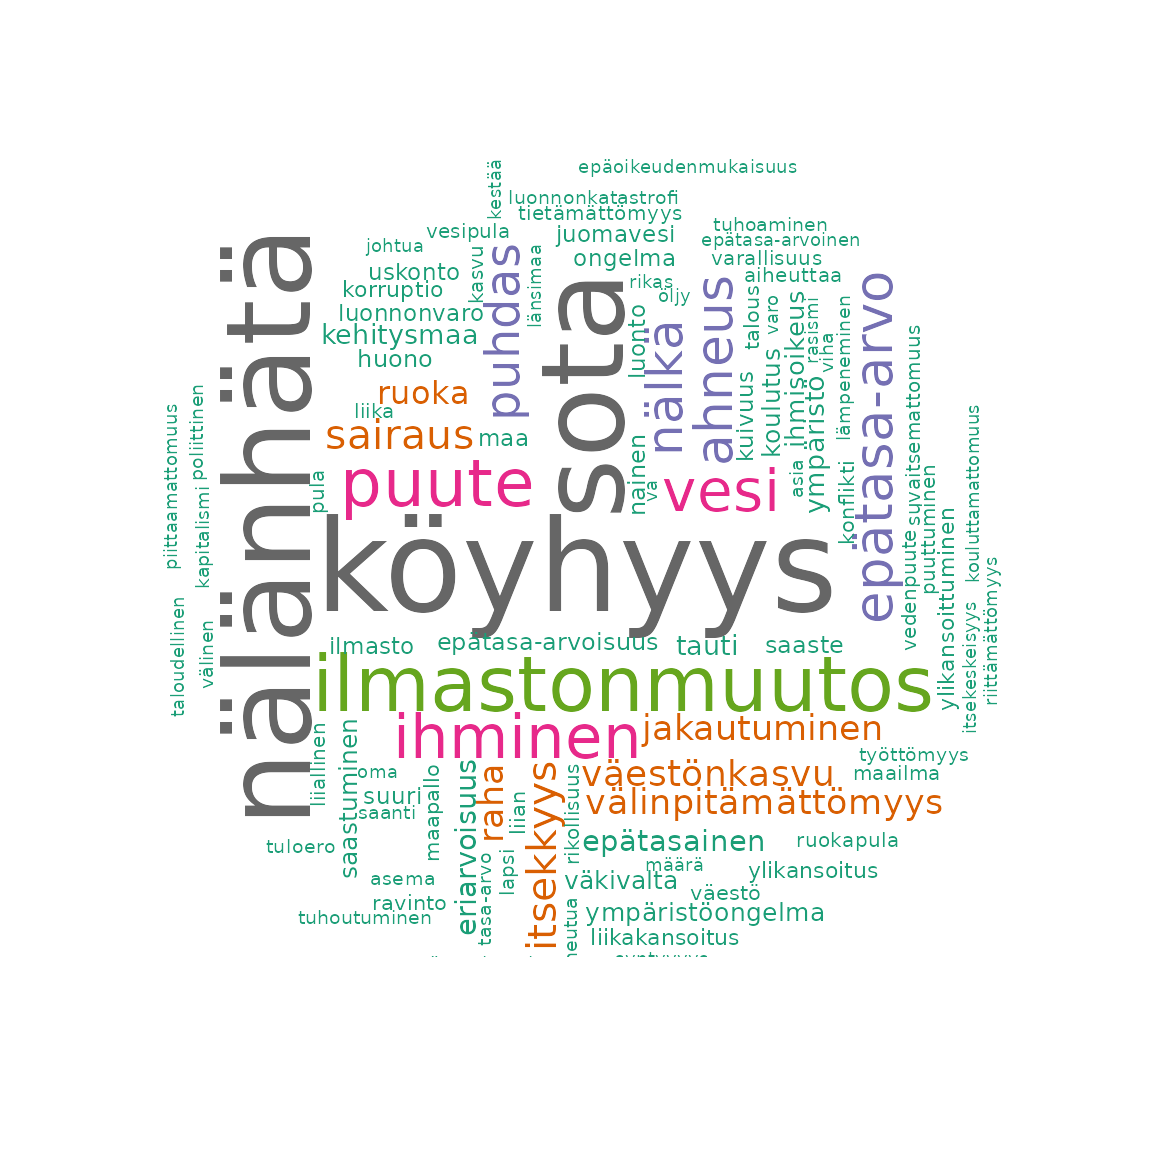 epäoikeudenmukaisuus
kestää
luonnonkatastrofi
tietämättömyys
vesipula
juomavesi
tuhoaminen
epätasa-arvoinen
johtua
ongelma
varallisuus
uskonto
kasvu
puhdas
länsimaa
rikas
aiheuttaa
korruptio
öljy
luonnonvaro
kehitysmaa
huono
nälänhätä
sota
luonto
nälkä
ahneus
talous
varo
ihmisoikeus
rasismi
viha
lämpeneminen
epätasa-arvo
ruoka
liika
sairaus
maa
kuivuus
koulutus
ympäristö
suvaitsemattomuus
piittaamattomuus
poliittinen
puute
nainen
va
vesi
asia
konflikti
puuttuminen
kouluttamattomuus
kapitalismi
pula
köyhyys
vedenpuute
ylikansoittuminen
taloudellinen
välinen
ilmasto
epätasa-arvoisuus
tauti
saaste
itsekeskeisyys
riittämättömyys
ilmastonmuutos
ihminen
jakautuminen
liiallinen
saastuminen
oma
suuri
saanti
maapallo
eriarvoisuus
raha
liian
itsekkyys
rikollisuus
väestönkasvu
työttömyys
maailma
välinpitämättömyys
tuloero
epätasainen
ruokapula
asema
tasa-arvo
lapsi
väkivalta
määrä
väestö
ylikansoitus
ravinto
tuhoutuminen
ympäristöongelma
liikakansoitus